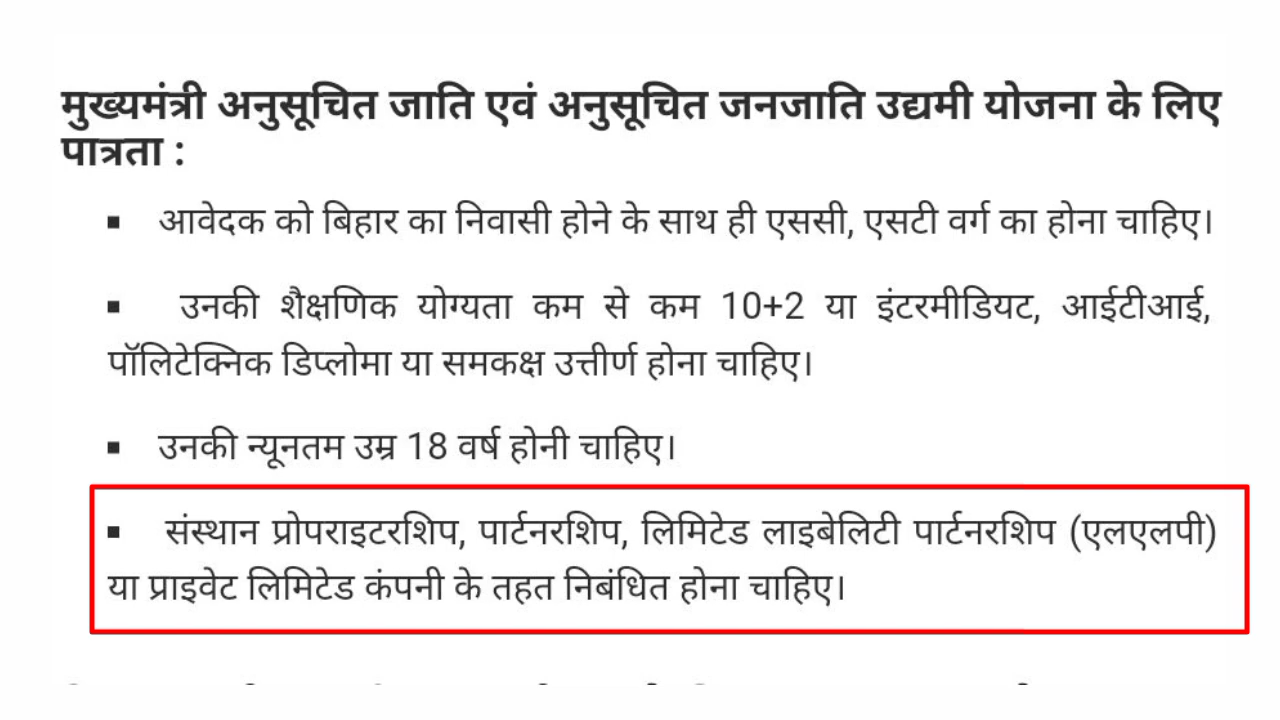 मुख्यमंत्री अनुसूचित जाति एवं अनुसूचित जनजाति उद्यमी योजना के लिए
पात्रता :
▪ आवेदक को बिहार का निवासी होने के साथ ही एससी, एसटी वर्ग का होना चाहिए।
▪ उनकी शैक्षणिक योग्यता कम से कम 10+2 या इंटरमीडियट, आईटीआई,
पॉलिटेक्निक डिप्लोमा या समकक्ष उत्तीर्ण होना चाहिए।
▪ उनकी न्यूनतम उम्र 18 वर्ष होनी चाहिए।
▪ संस्थान प्रोपराइटरशिप, पार्टनरशिप, लिमिटेड लाइबेलिटी पार्टनरशिप (एलएलपी)
या प्राइवेट लिमिटेड कंपनी के तहत निबंधित होना चाहिए।